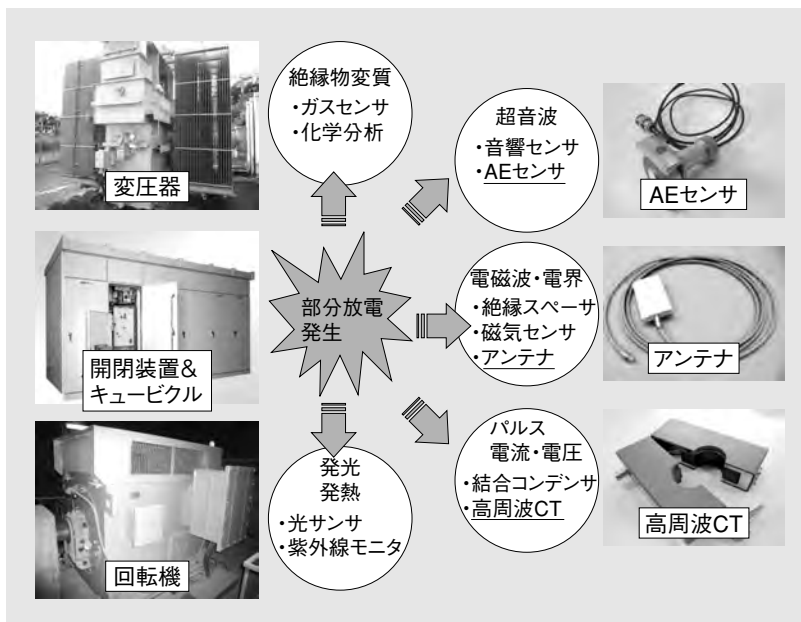 変圧器
開閉装置&
キュービクル
回転機
絶縁物変質
・ガスセンサ
・化学分析
部分放電
発生
発光
発熱
・光サンサ
・紫外線モニタ
超音波
・音響センサ
・AEセンサ
電磁波・電界
・絶縁スペーサ
・磁気センサ
・アンテナ
パルス
電流・電圧
・結合コンデンサ
・高周波CT
AEセンサ
アンテナ
高周波CT